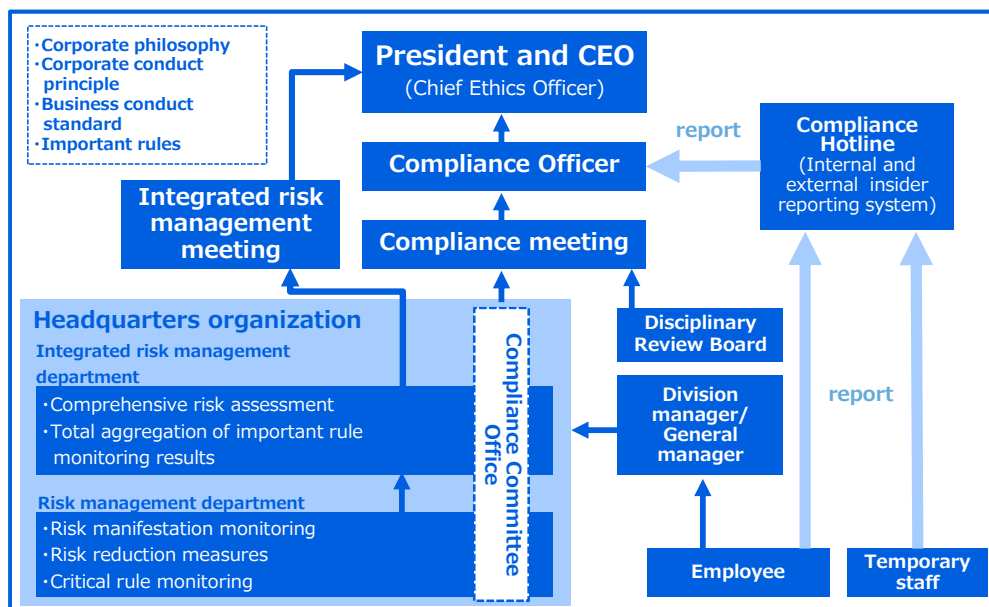 ・Corporate philosophy
・Corporate conduct
principle
・Business conduct
standard
・Important rules
President and CEO
(Chief Ethics Officer)
Compliance Officer
report
Compliance
Hotline
(Internal and
external insider
reporting system)
Integrated risk
management
meeting
Compliance meeting
Headquarters organization
Integrated risk management
department
・Comprehensive risk assessment
・Total aggregation of important rule
monitoring results
Risk management department
・Risk manifestation monitoring
・Risk reduction measures
・Critical rule monitoring
Compliance Committee
Office
Disciplinary
Review Board
Division
manager/
General
manager
report
Employee
Temporary
staff